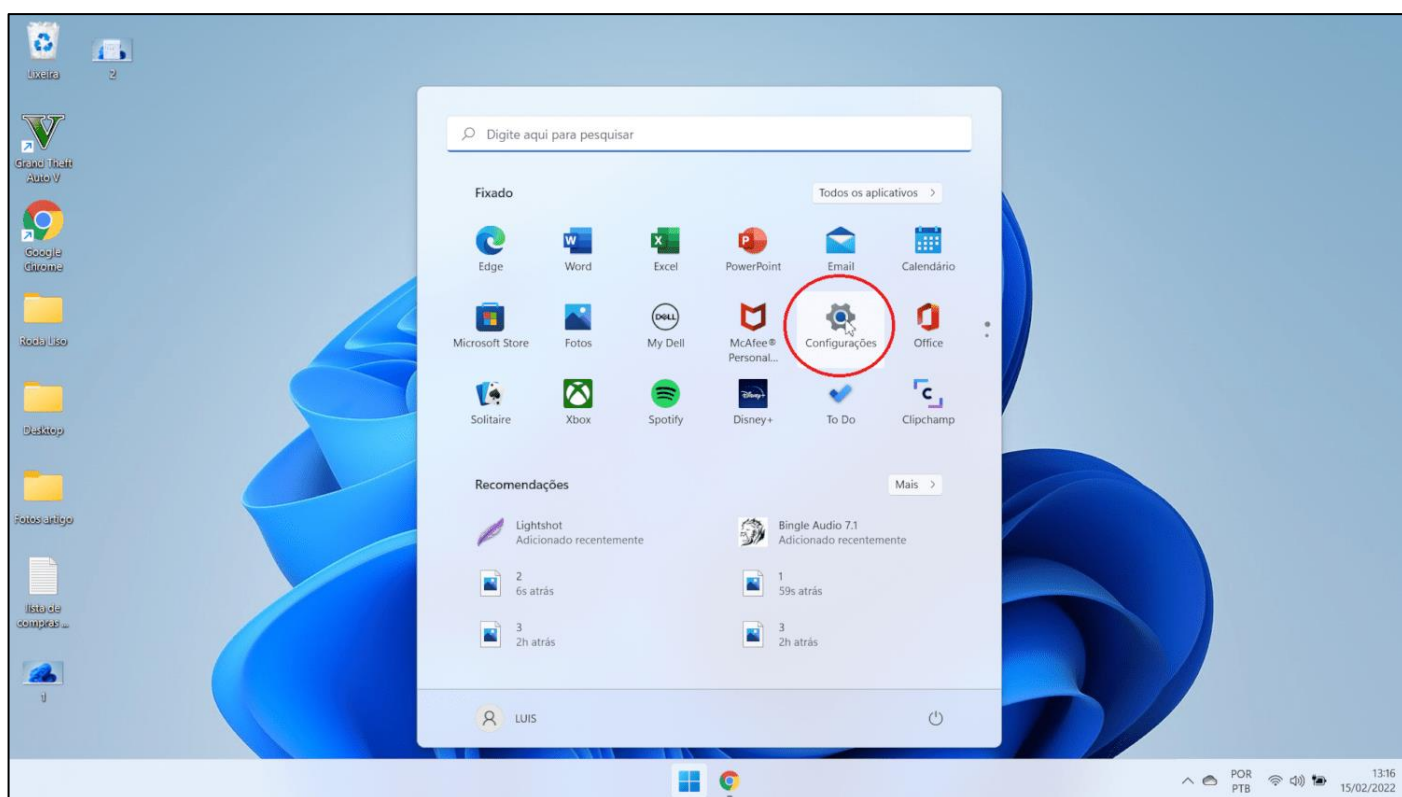 Lixeira
2
Grand Theft
Auto V
Google
Chrome
Roda Liso
Desktop
Fotos artigo
lista de
compras ...
1
Digite aqui para pesquisar
Fixado
Todos os aplicativos
Edge
Word
Excel
PowerPoint
Email
Calendário
Microsoft Store
Fotos
My Dell
McAfee®
Personal...
Configurações
Office
Solitaire
Xbox
Spotify
Disney+
To Do
Clipchamp
Recomendações
Mais
Lightshot
Adicionado recentemente
Bingle Audio 7.1
Adicionado recentemente
2
6s atrás
1
59s atrás
3
2h atrás
3
2h atrás
LUIS
POR
PTB
13:16
15/02/2022